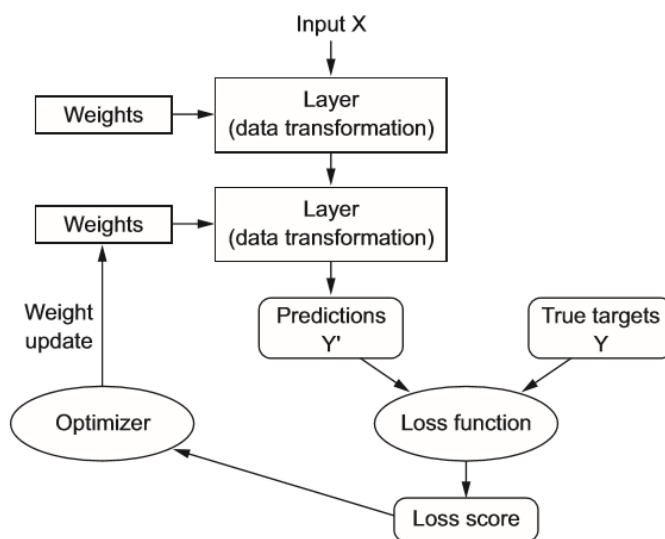 Input X
Layer
(data transformation)
Weights
Layer
(data transformation)
Weights
Weight
update
Predictions
Y'
True targets
Y
Optimizer
Loss function
Loss score